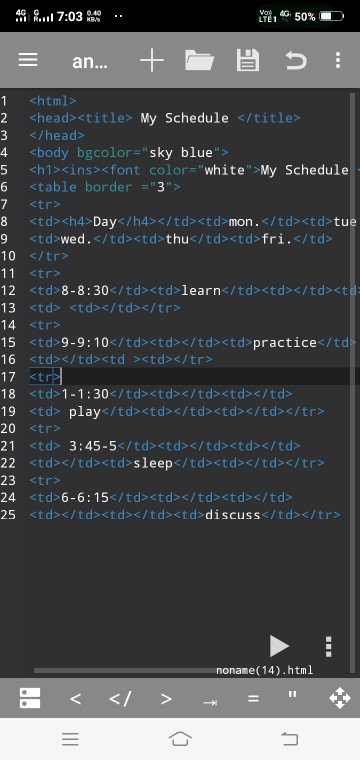 4G G 7:03 0.40 KB/s .. Vo) LTE1 4G 50%
an...
1 <html>
2 <head><title> My Schedule </title>
3 </head>
4 <body bgcolor="sky blue">
5 <h1><ins><font color="white">My Schedule <
6 <table border ="3">
7 <tr>
8 <td><h4>Day</h4></td><td>mon.</td><td>tue
9 <td>wed.</td><td>thu</td><td>fri.</td>
10 </tr>
11 <tr>
12 <td>8-8:30</td><td>learn</td><td></td><td>
13 <td> <td></td></tr>
14 <tr>
15 <td>9-9:10</td><td></td><td>practice</td>
16 <td></td><td ><td></tr>
17 <tr>
18 <td>1-1:30</td><td></td><td></td>
19 <td> play</td><td></td><td></td></tr>
20 <tr>
21 <td> 3:45-5</td><td></td><td></td>
22 <td></td><td>sleep</td><td></td></tr>
23 <tr>
24 <td>6-6:15</td><td></td><td></td>
25 <td></td><td></td><td>discuss</td></tr>
noname(14).html
< </ > = "